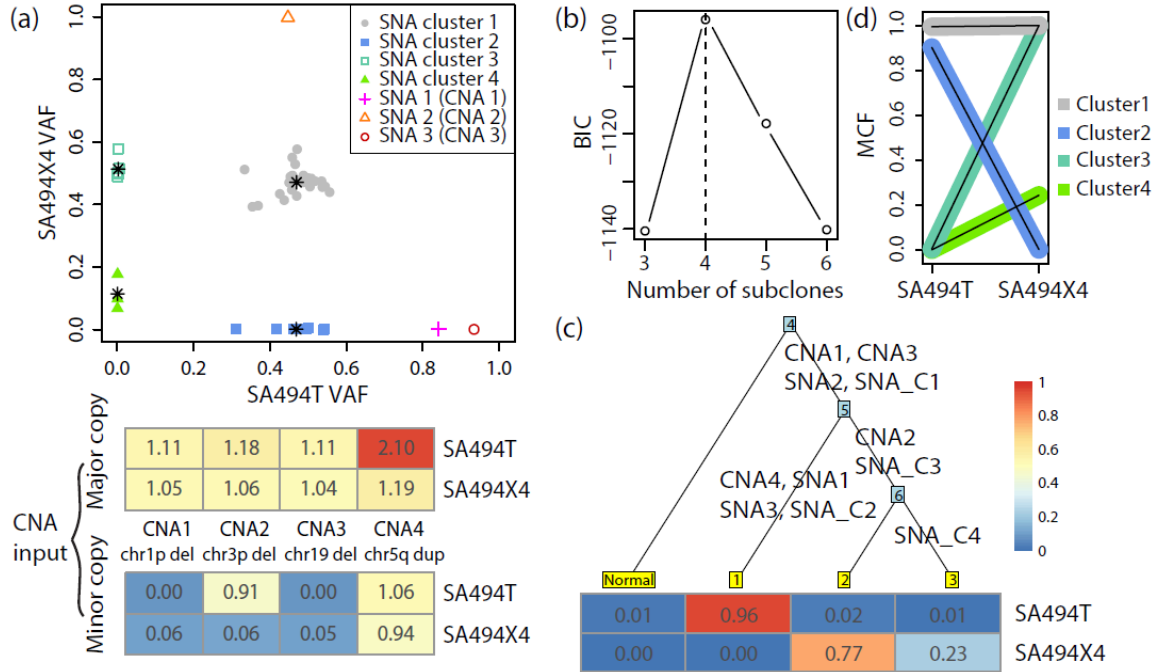 (a)
SA494X4 VAF
1.0
0.8
0.6
0.4
0.2
0.0
0.0 0.2 0.4 0.6 0.8 1.0
SA494T VAF
SNA cluster 1
SNA cluster 2
SNA cluster 3
SNA cluster 4
SNA 1 (CNA 1)
SNA 2 (CNA 2)
SNA 3 (CNA 3)
CNA
input
Major copy
1.11 1.18 1.11 2.10 SA494T
1.05 1.06 1.04 1.19 SA494X4
CNA1 CNA2 CNA3 CNA4
chr1p del chr3p del chr19 del chr5q dup
Minor copy
0.00 0.91 0.00 1.06 SA494T
0.06 0.06 0.05 0.94 SA494X4
(b)
BIC
−1100
−1120
−1140
3 4 5 6
Number of subclones
(d)
MCF
1.0
0.8
0.6
0.4
0.2
0.0
SA494T SA494X4
Cluster1
Cluster2
Cluster3
Cluster4
(c)
4
CNA1, CNA3
SNA2, SNA_C1
5
CNA2
SNA_C3
CNA4, SNA1
SNA3, SNA_C2
6
SNA_C4
Normal 1 2 3
0.01 0.96 0.02 0.01 SA494T
0.00 0.00 0.77 0.23 SA494X4
1
0.8
0.6
0.4
0.2
0